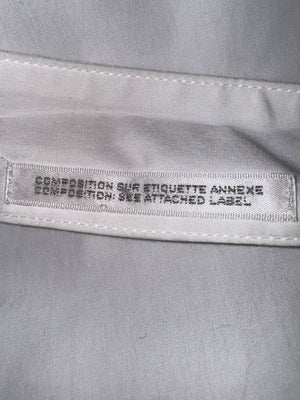 COMPOSITION SUR ETIQUETTE ANNEXE
COMPOSITION: SEE ATTACHED LABEL